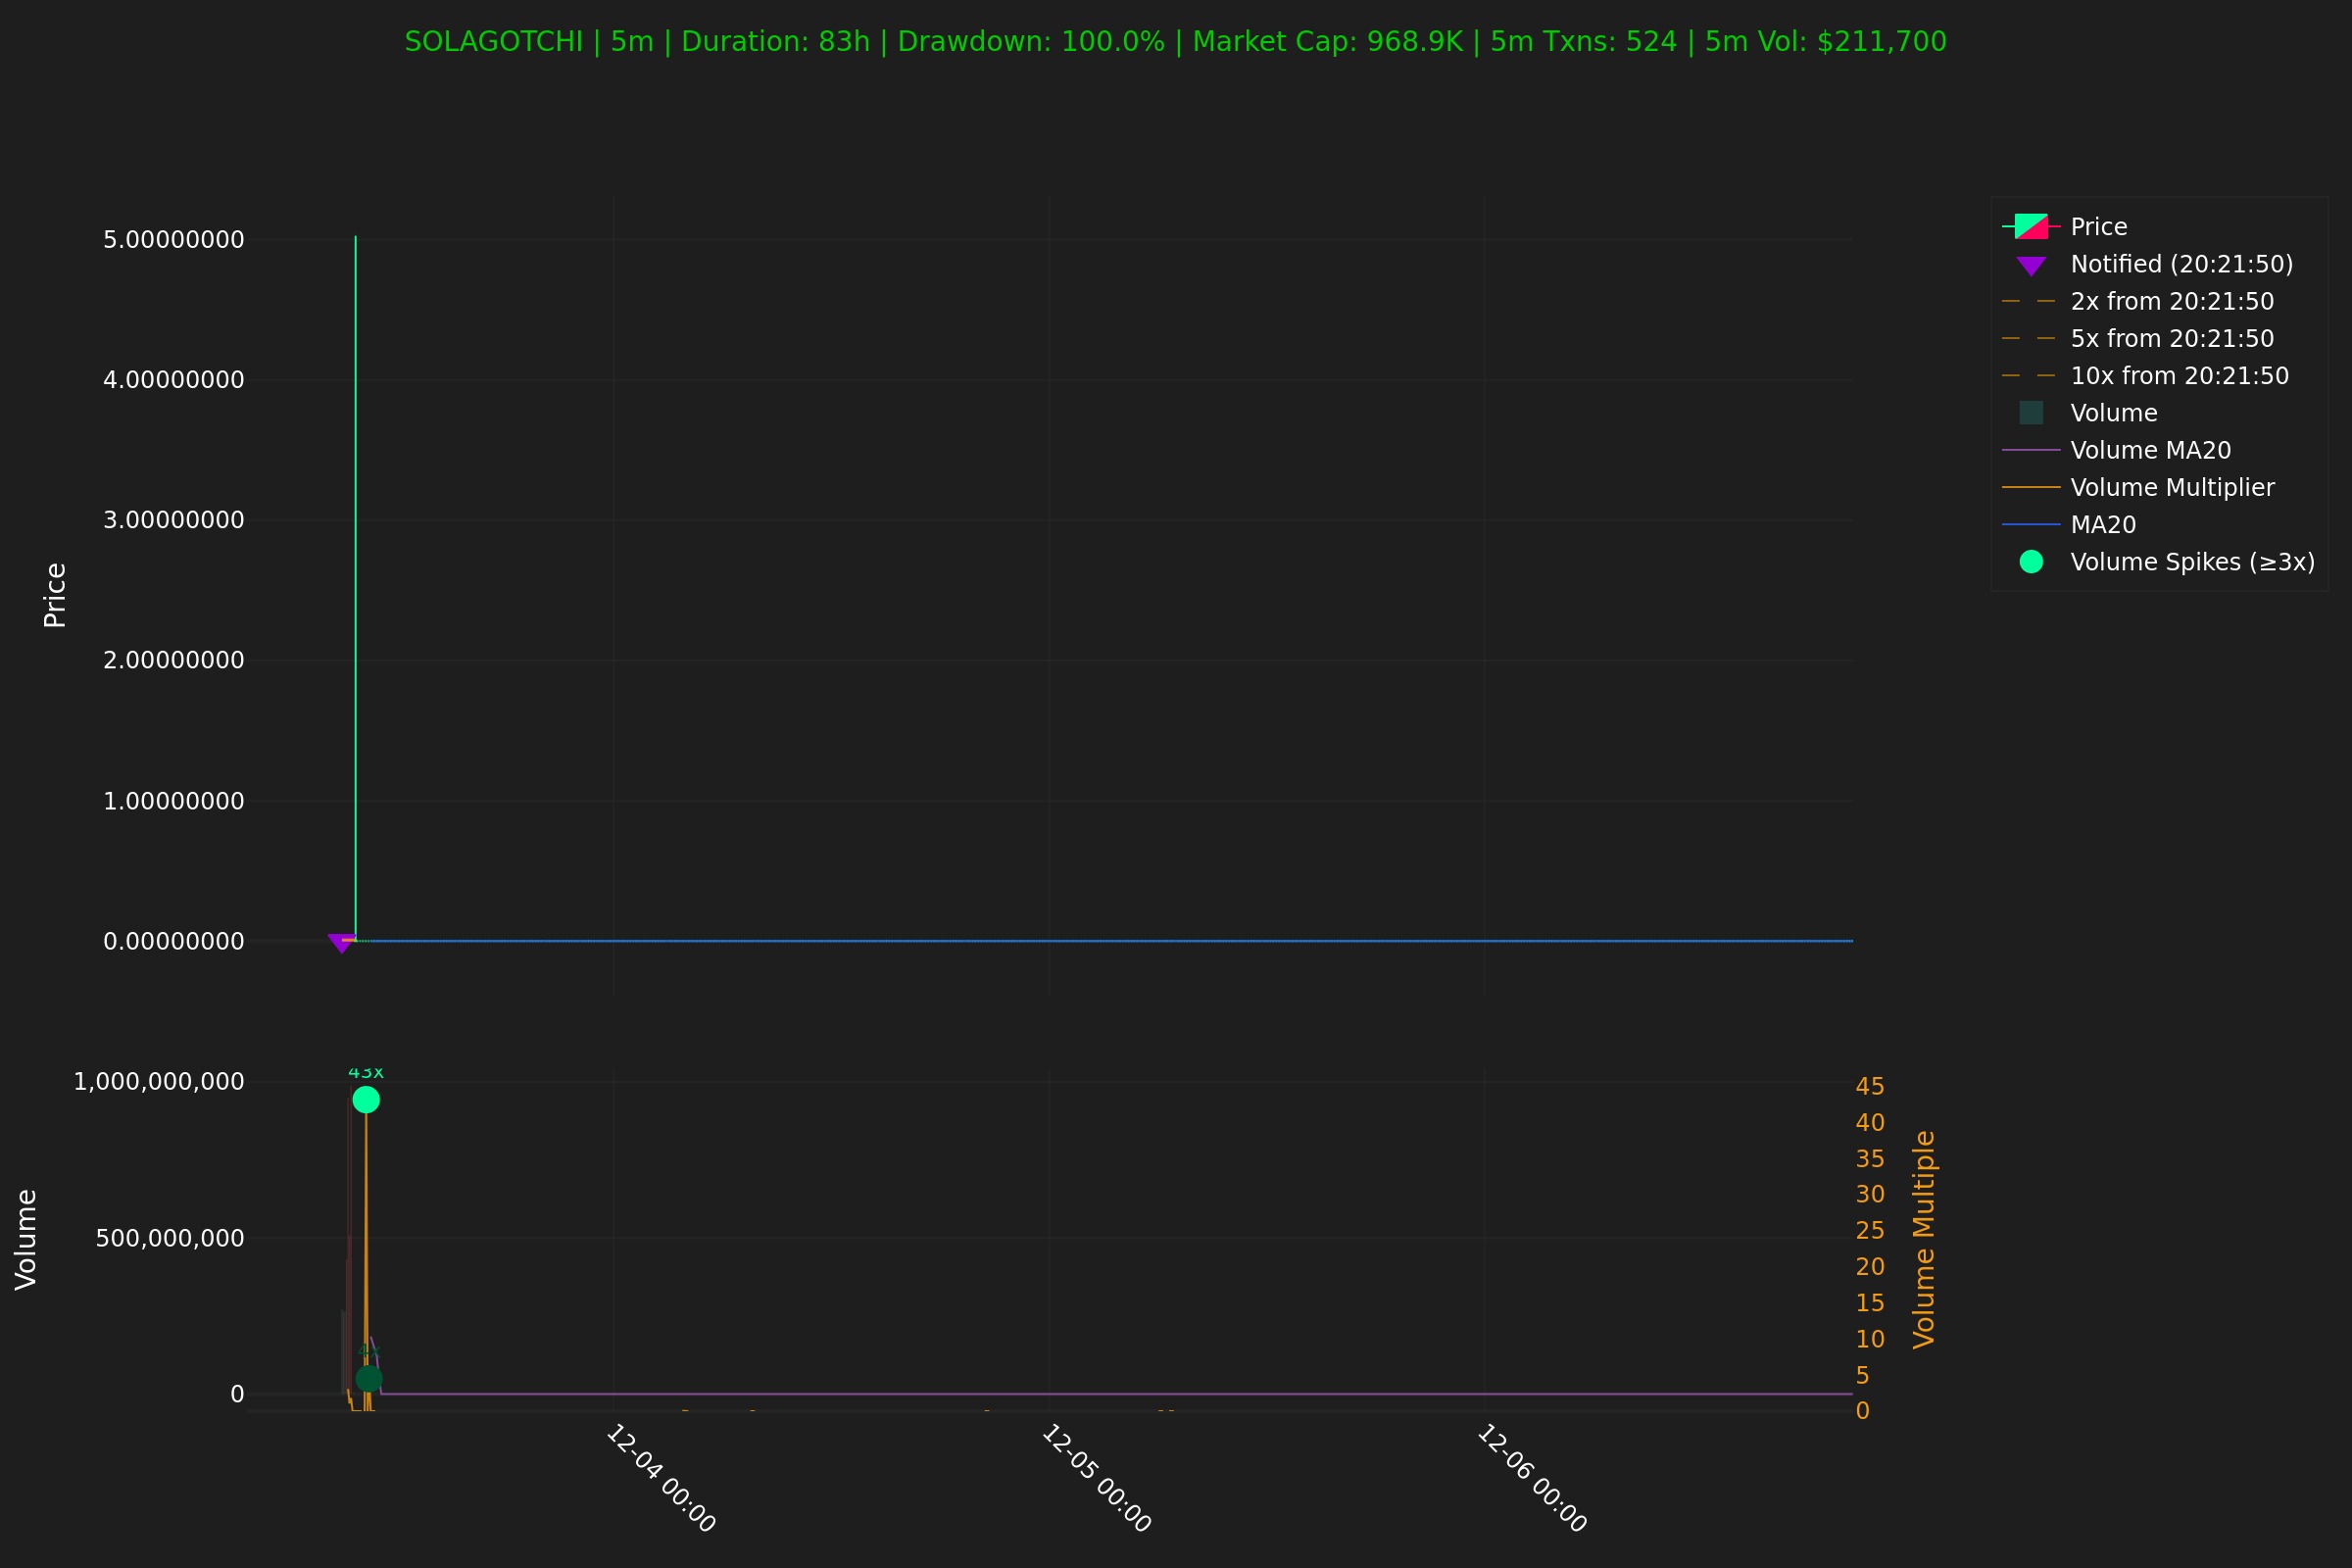 SOLAGOTCHI | 5m | Duration: 83h | Drawdown: 100.0% | Market Cap: 968.9K | 5m Txns: 524 | 5m Vol: $211,700
5.00000000
4.00000000
3.00000000
2.00000000
1.00000000
0.00000000
Price
Price
Notified (20:21:50)
2x from 20:21:50
5x from 20:21:50
10x from 20:21:50
Volume
Volume MA20
Volume Multiplier
MA20
Volume Spikes (≥3x)
1,000,000,000
500,000,000
0
Volume
43x
4x
45
40
35
30
25
20
15
10
5
0
Volume Multiple
12-04 00:00
12-05 00:00
12-06 00:00